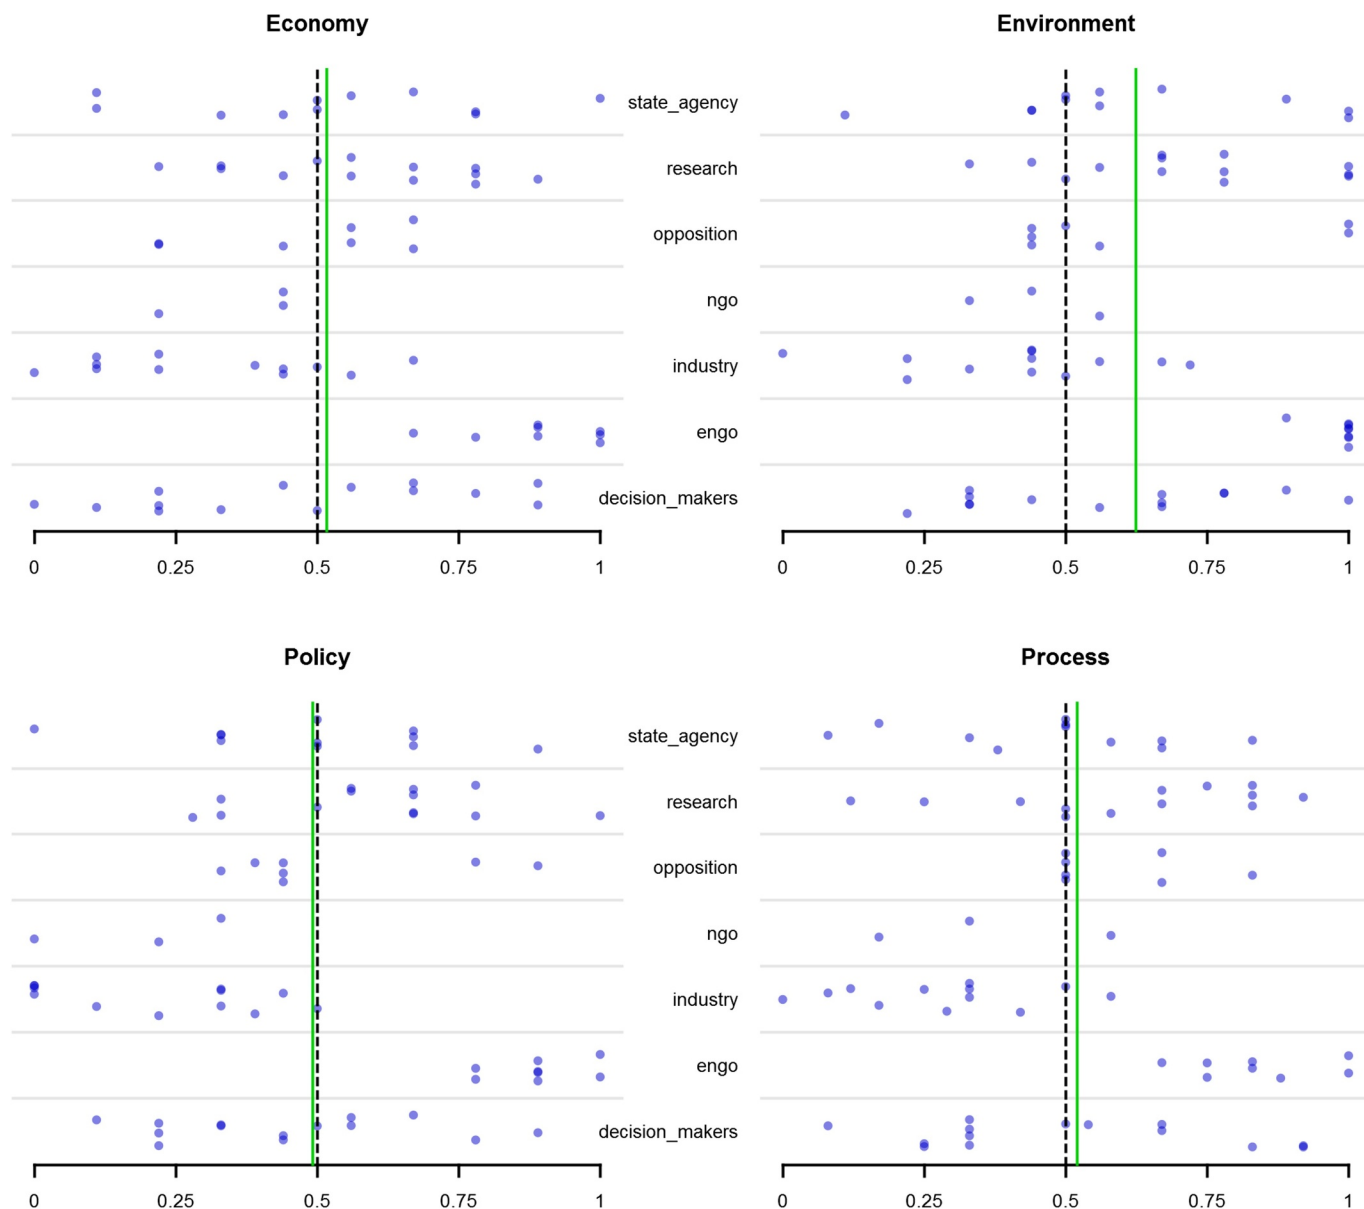 Economy
Environment
state_agency
research
opposition
ngo
industry
engo
decision_makers
0 0.25 0.5 0.75 1
0 0.25 0.5 0.75 1
Policy
Process
state_agency
research
opposition
ngo
industry
engo
decision_makers
0 0.25 0.5 0.75 1
0 0.25 0.5 0.75 1